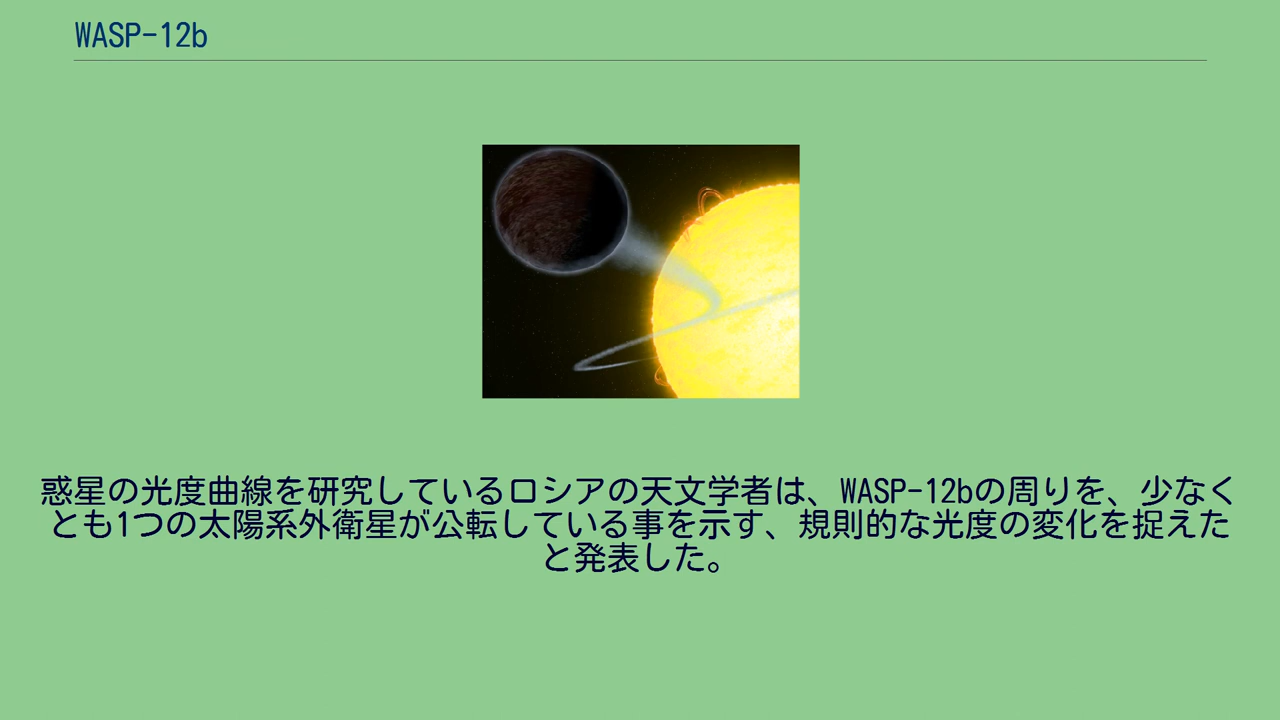 WASP-12b
惑星の光度曲線を研究しているロシアの天文学者は、WASP-12bの周りを、少なく
とも1つの太陽系外衛星が公転している事を示す、規則的な光度の変化を捉えた
と発表した。